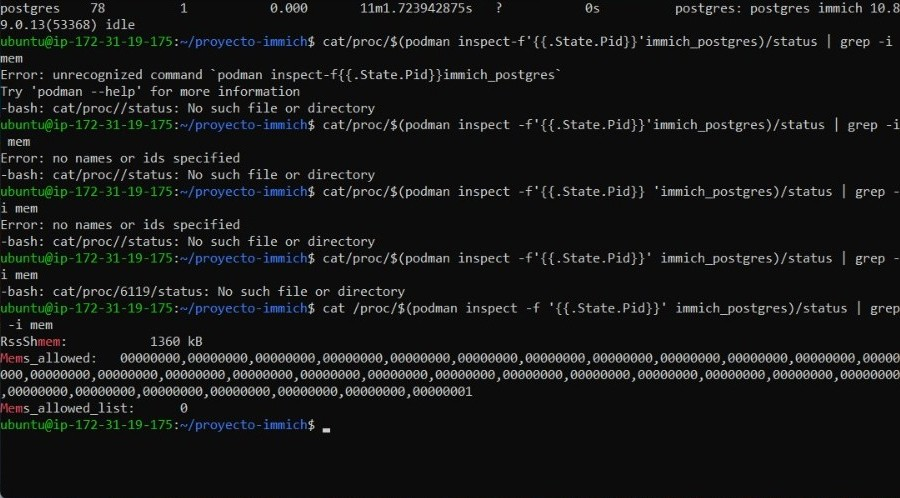 postgres    78          1           0.000       11m1.723942875s   ?           0s          postgres: postgres immich 10.8
9.0.13(53368) idle
ubuntu@ip-172-31-19-175:~/proyecto-immich$ cat/proc/$(podman inspect-f'{{.State.Pid}}'immich_postgres)/status | grep -i
mem
Error: unrecognized command `podman inspect-f{{.State.Pid}}immich_postgres`
Try 'podman --help' for more information
-bash: cat/proc//status: No such file or directory
ubuntu@ip-172-31-19-175:~/proyecto-immich$ cat/proc/$(podman inspect -f'{{.State.Pid}}'immich_postgres)/status | grep -i
 mem
Error: no names or ids specified
-bash: cat/proc//status: No such file or directory
ubuntu@ip-172-31-19-175:~/proyecto-immich$ cat/proc/$(podman inspect -f'{{.State.Pid}} 'immich_postgres)/status | grep -
i mem
Error: no names or ids specified
-bash: cat/proc//status: No such file or directory
ubuntu@ip-172-31-19-175:~/proyecto-immich$ cat/proc/$(podman inspect -f'{{.State.Pid}}' immich_postgres)/status | grep -
i mem
-bash: cat/proc/6119/status: No such file or directory
ubuntu@ip-172-31-19-175:~/proyecto-immich$ cat /proc/$(podman inspect -f '{{.State.Pid}}' immich_postgres)/status | grep
 -i mem
RssShmem:           1360 kB
Mems_allowed:   00000000,00000000,00000000,00000000,00000000,00000000,00000000,00000000,00000000,00000000,00000000,00000
000,00000000,00000000,00000000,00000000,00000000,00000000,00000000,00000000,00000000,00000000,00000000,00000000,00000000
,00000000,00000000,00000000,00000000,00000000,00000000,00000001
Mems_allowed_list:      0
ubuntu@ip-172-31-19-175:~/proyecto-immich$